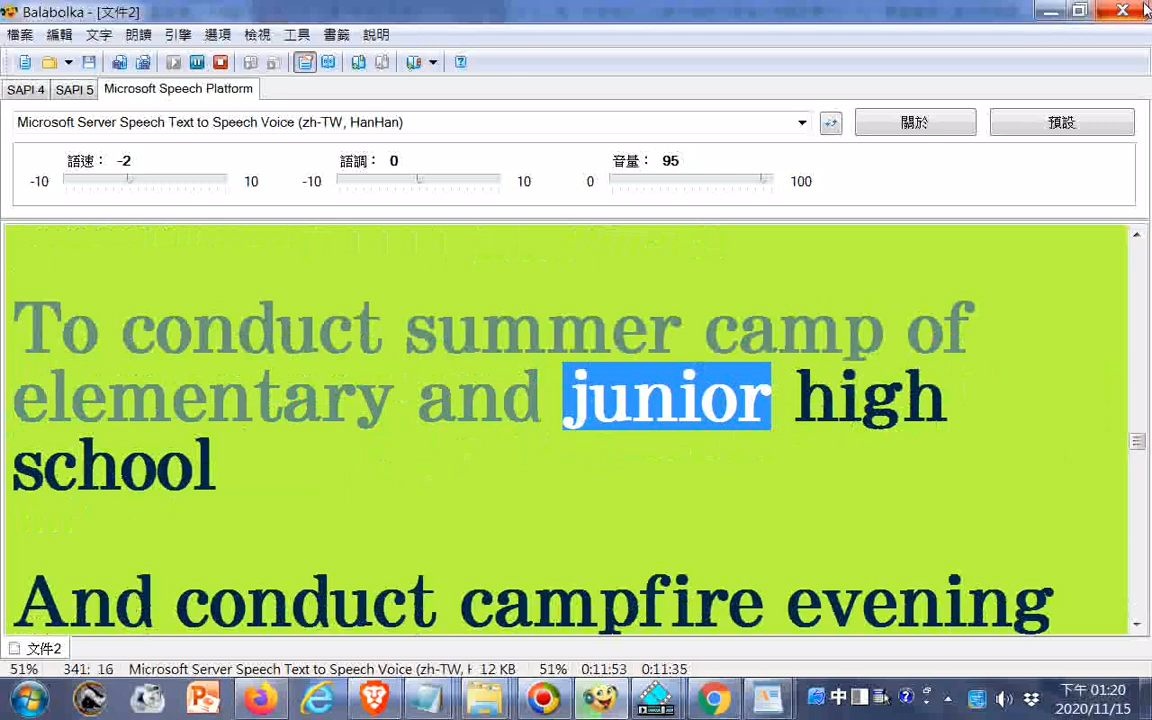 Balabolka - [文件2]
檔案 編輯 文字 朗讀 引擎 選項 檢視 工具 書籤 說明
SAPI 4 SAPI 5 Microsoft Speech Platform
Microsoft Server Speech Text to Speech Voice (zh-TW, HanHan) 關於 預設
語速： -2 語調： 0 音量： 95
-10 10 -10 10 0 100
To conduct summer camp of
elementary and junior high
school
And conduct campfire evening
文件2
51% 341: 16 Microsoft Server Speech Text to Speech Voice (zh-TW, H 12 KB 51% 0:11:53 0:11:35
中 下午 01:20
2020/11/15